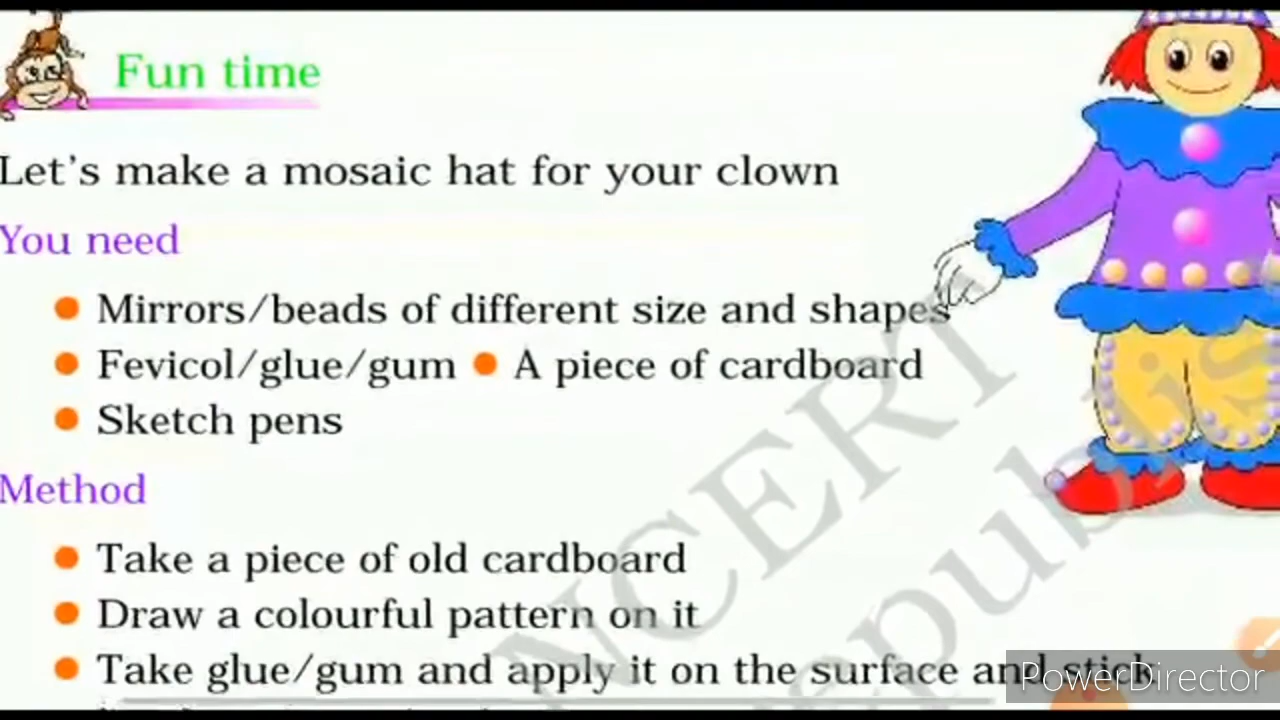 Fun time
Let's make a mosaic hat for your clown
You need
● Mirrors/beads of different size and shapes
● Fevicol/glue/gum ● A piece of cardboard
● Sketch pens
Method
● Take a piece of old cardboard
● Draw a colourful pattern on it
● Take glue/gum and apply it on the surface and stick
NCERT
PowerDirector